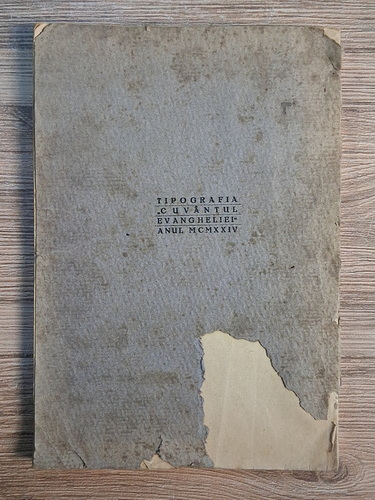 TIPOGRAFIA
„CUVÂNTUL
EVANGHELIEI“
ANUL MCMXXIV